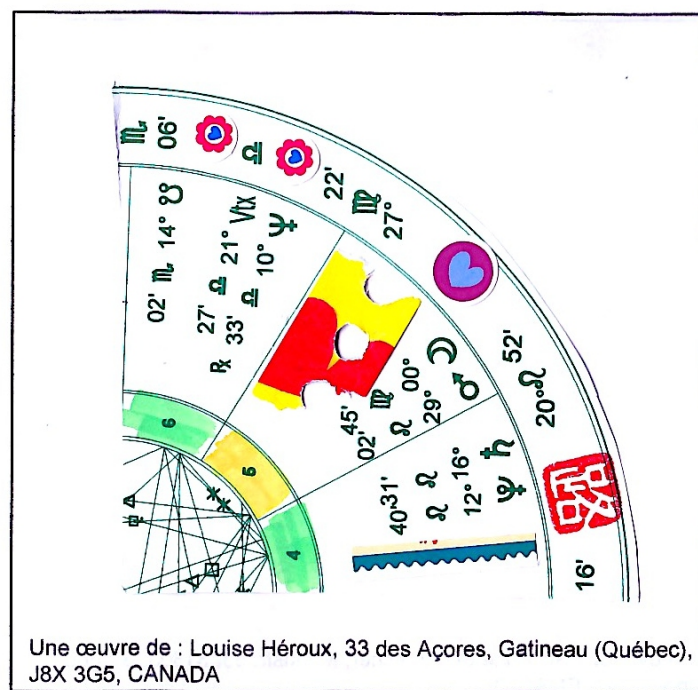 ♏ 06'
♎
22' ♍ 27°
52' 20° ♌
16'
02' ♏ 14° ☋
27' ♎ 21° Vtx
℞ 33' ♎ 10° ♆
45' ♍ 00° ☽
02' ♌ 29° ♂
31' ♌ 16° ♄
40' ♌ 12°
6
5
4
Une œuvre de : Louise Héroux, 33 des Açores, Gatineau (Québec),
J8X 3G5, CANADA